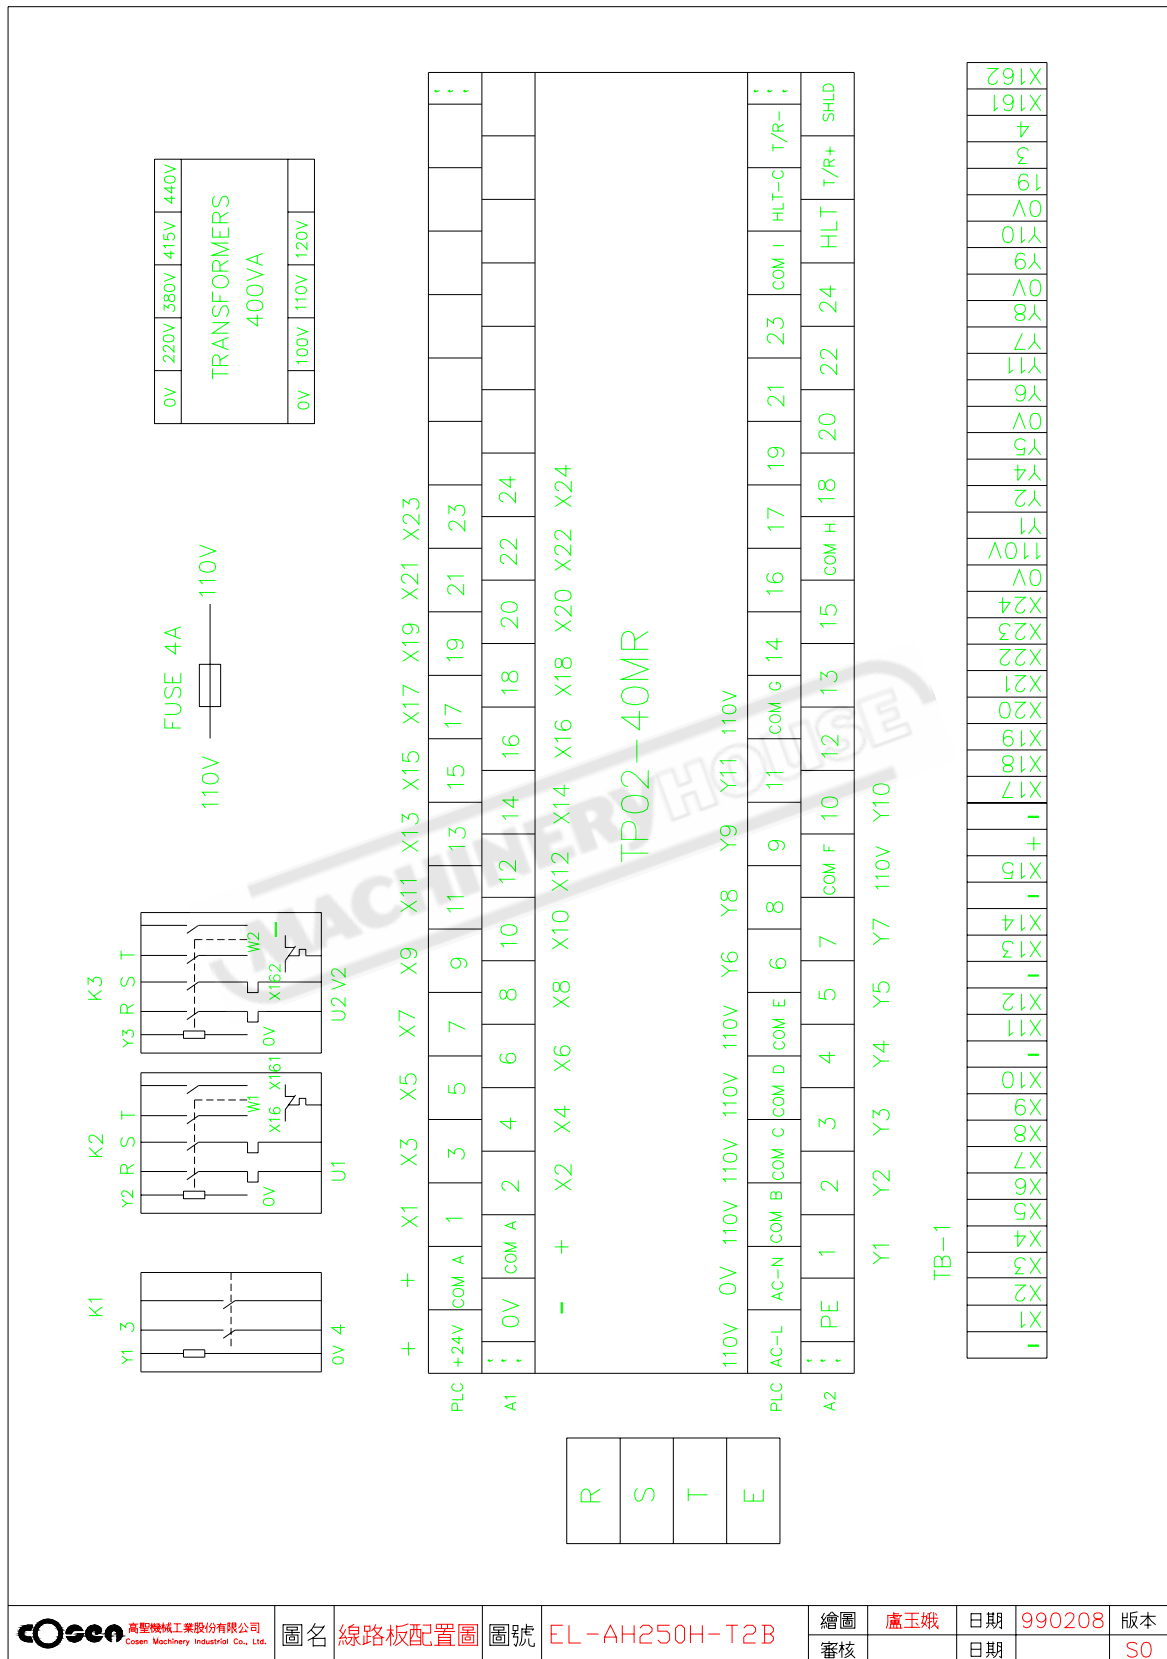 TRANSFORMERS
400VA
0V 220V 380V 415V 440V
0V 100V 110V 120V
FUSE 4A
110V
110V
K3
Y3 R S T
0V X162 W2
U2 V2
K2
Y2 R S T
0V X16 X161 W1
U1
K1
Y1 3
0V 4
+ + X1 X3 X5 X7 X9 X11 X13 X15 X17 X19 X21 X23
PLC +24V COM A 1 3 5 7 9 11 13 15 17 19 21 23
A1 0V COM A 2 4 6 8 10 12 14 16 18 20 22 24
- + X2 X4 X6 X8 X10 X12 X14 X16 X18 X20 X22 X24
TP02-40MR
110V 0V 110V 110V 110V 110V Y6 Y8 Y9 Y11 110V
PLC AC-L AC-N COM B COM C COM D COM E 6 8 9 11 COM G 14 16 17 19 21 23 COM I HLT-C T/R-
A2 PE 1 2 3 4 5 7 COM F 10 12 13 15 COM H 18 20 22 24 HLT T/R+ SHLD
Y1 Y2 Y3 Y4 Y5 Y7 110V Y10
TB-1
X162
X161
4
3
19
0V
Y10
Y9
0V
Y8
Y7
Y11
Y6
0V
Y5
Y4
Y2
Y1
110V
0V
X24
X23
X22
X21
X20
X19
X18
X17
-
+
X15
-
X14
X13
-
X12
X11
-
X10
X9
X8
X7
X6
X5
X4
X3
X2
X1
-
R S T E
MACHINERYHOUSE
cosen 高聖機械工業股份有限公司
Cosen Machinery Industrial Co., Ltd.
圖名 線路板配置圖 圖號 EL-AH250H-T2B
繪圖 盧玉娥 日期 990208 版本
審核 日期 S0